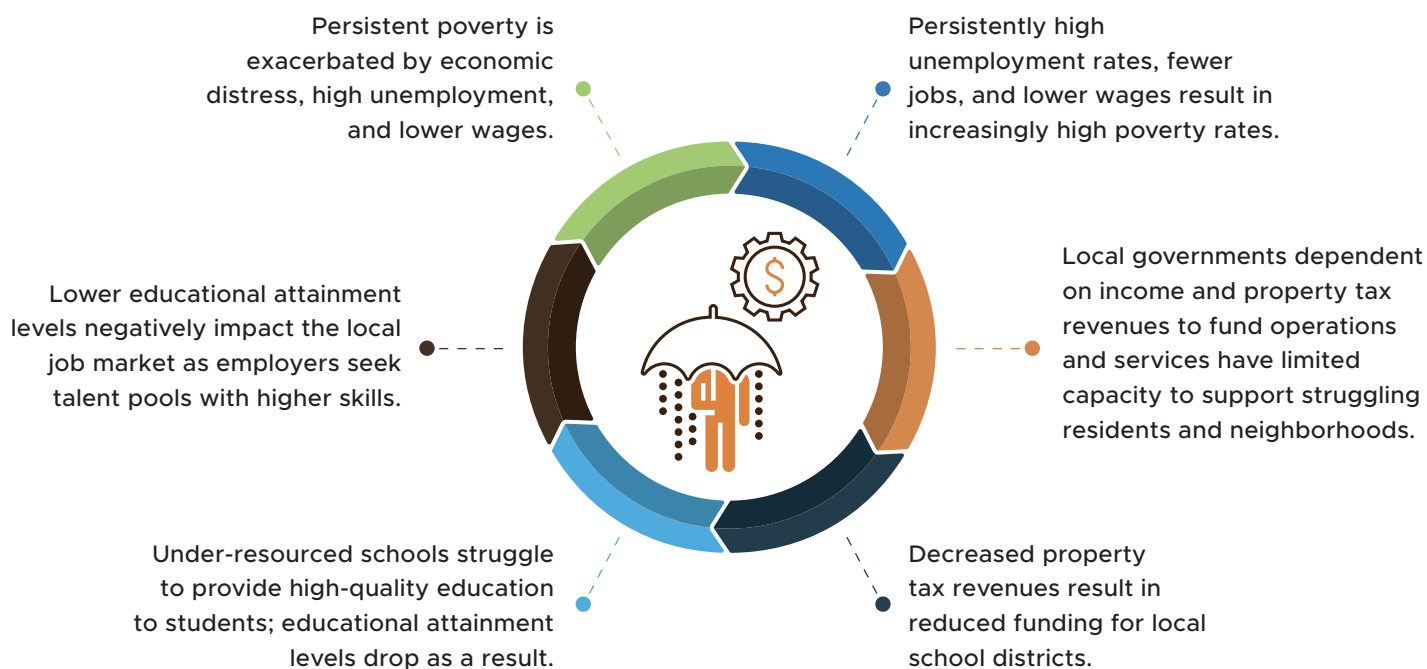 Persistent poverty is
exacerbated by economic
distress, high unemployment,
and lower wages.
Persistently high
unemployment rates, fewer
jobs, and lower wages result in
increasingly high poverty rates.
Local governments dependent
on income and property tax
revenues to fund operations
and services have limited
capacity to support struggling
residents and neighborhoods.
Decreased property
tax revenues result in
reduced funding for local
school districts.
Under-resourced schools struggle
to provide high-quality education
to students; educational attainment
levels drop as a result.
Lower educational attainment
levels negatively impact the local
job market as employers seek
talent pools with higher skills.
$